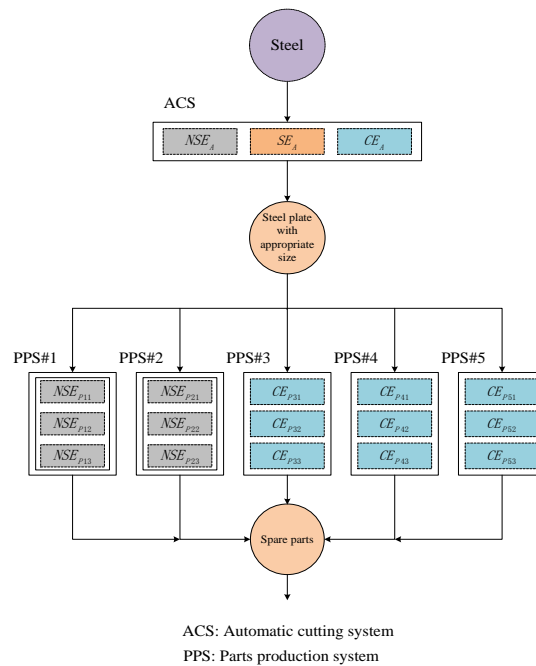 Steel
ACS
NSE_A SE_A CE_A
Steel plate
with
appropriate
size
PPS#1 PPS#2 PPS#3 PPS#4 PPS#5
NSE_P11 NSE_P21 CE_P31 CE_P41 CE_P51
NSE_P12 NSE_P22 CE_P32 CE_P42 CE_P52
NSE_P13 NSE_P23 CE_P33 CE_P43 CE_P53
Spare parts
ACS: Automatic cutting system
PPS: Parts production system